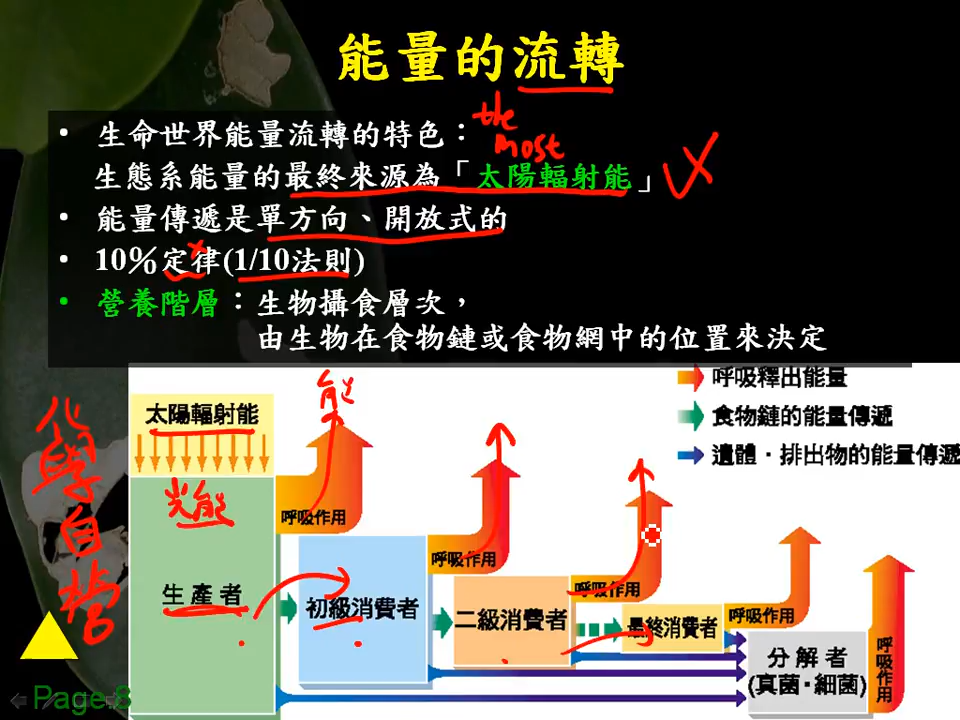 能量的流轉
• 生命世界能量流轉的特色：
the
most
生態系能量的最終來源為「太陽輻射能」
• 能量傳遞是單方向、開放式的
• 10％定律(1/10法則)
• 營養階層：生物攝食層次，
由生物在食物鏈或食物網中的位置來決定
呼吸釋出能量
食物鏈的能量傳遞
遺體·排出物的能量傳遞
能
太陽輻射能
化學自營
光能
呼吸作用
呼吸作用
呼吸作用
呼吸作用
呼吸作用
生產者
初級消費者
二級消費者
最終消費者
分解者
(真菌·細菌)
Page 8